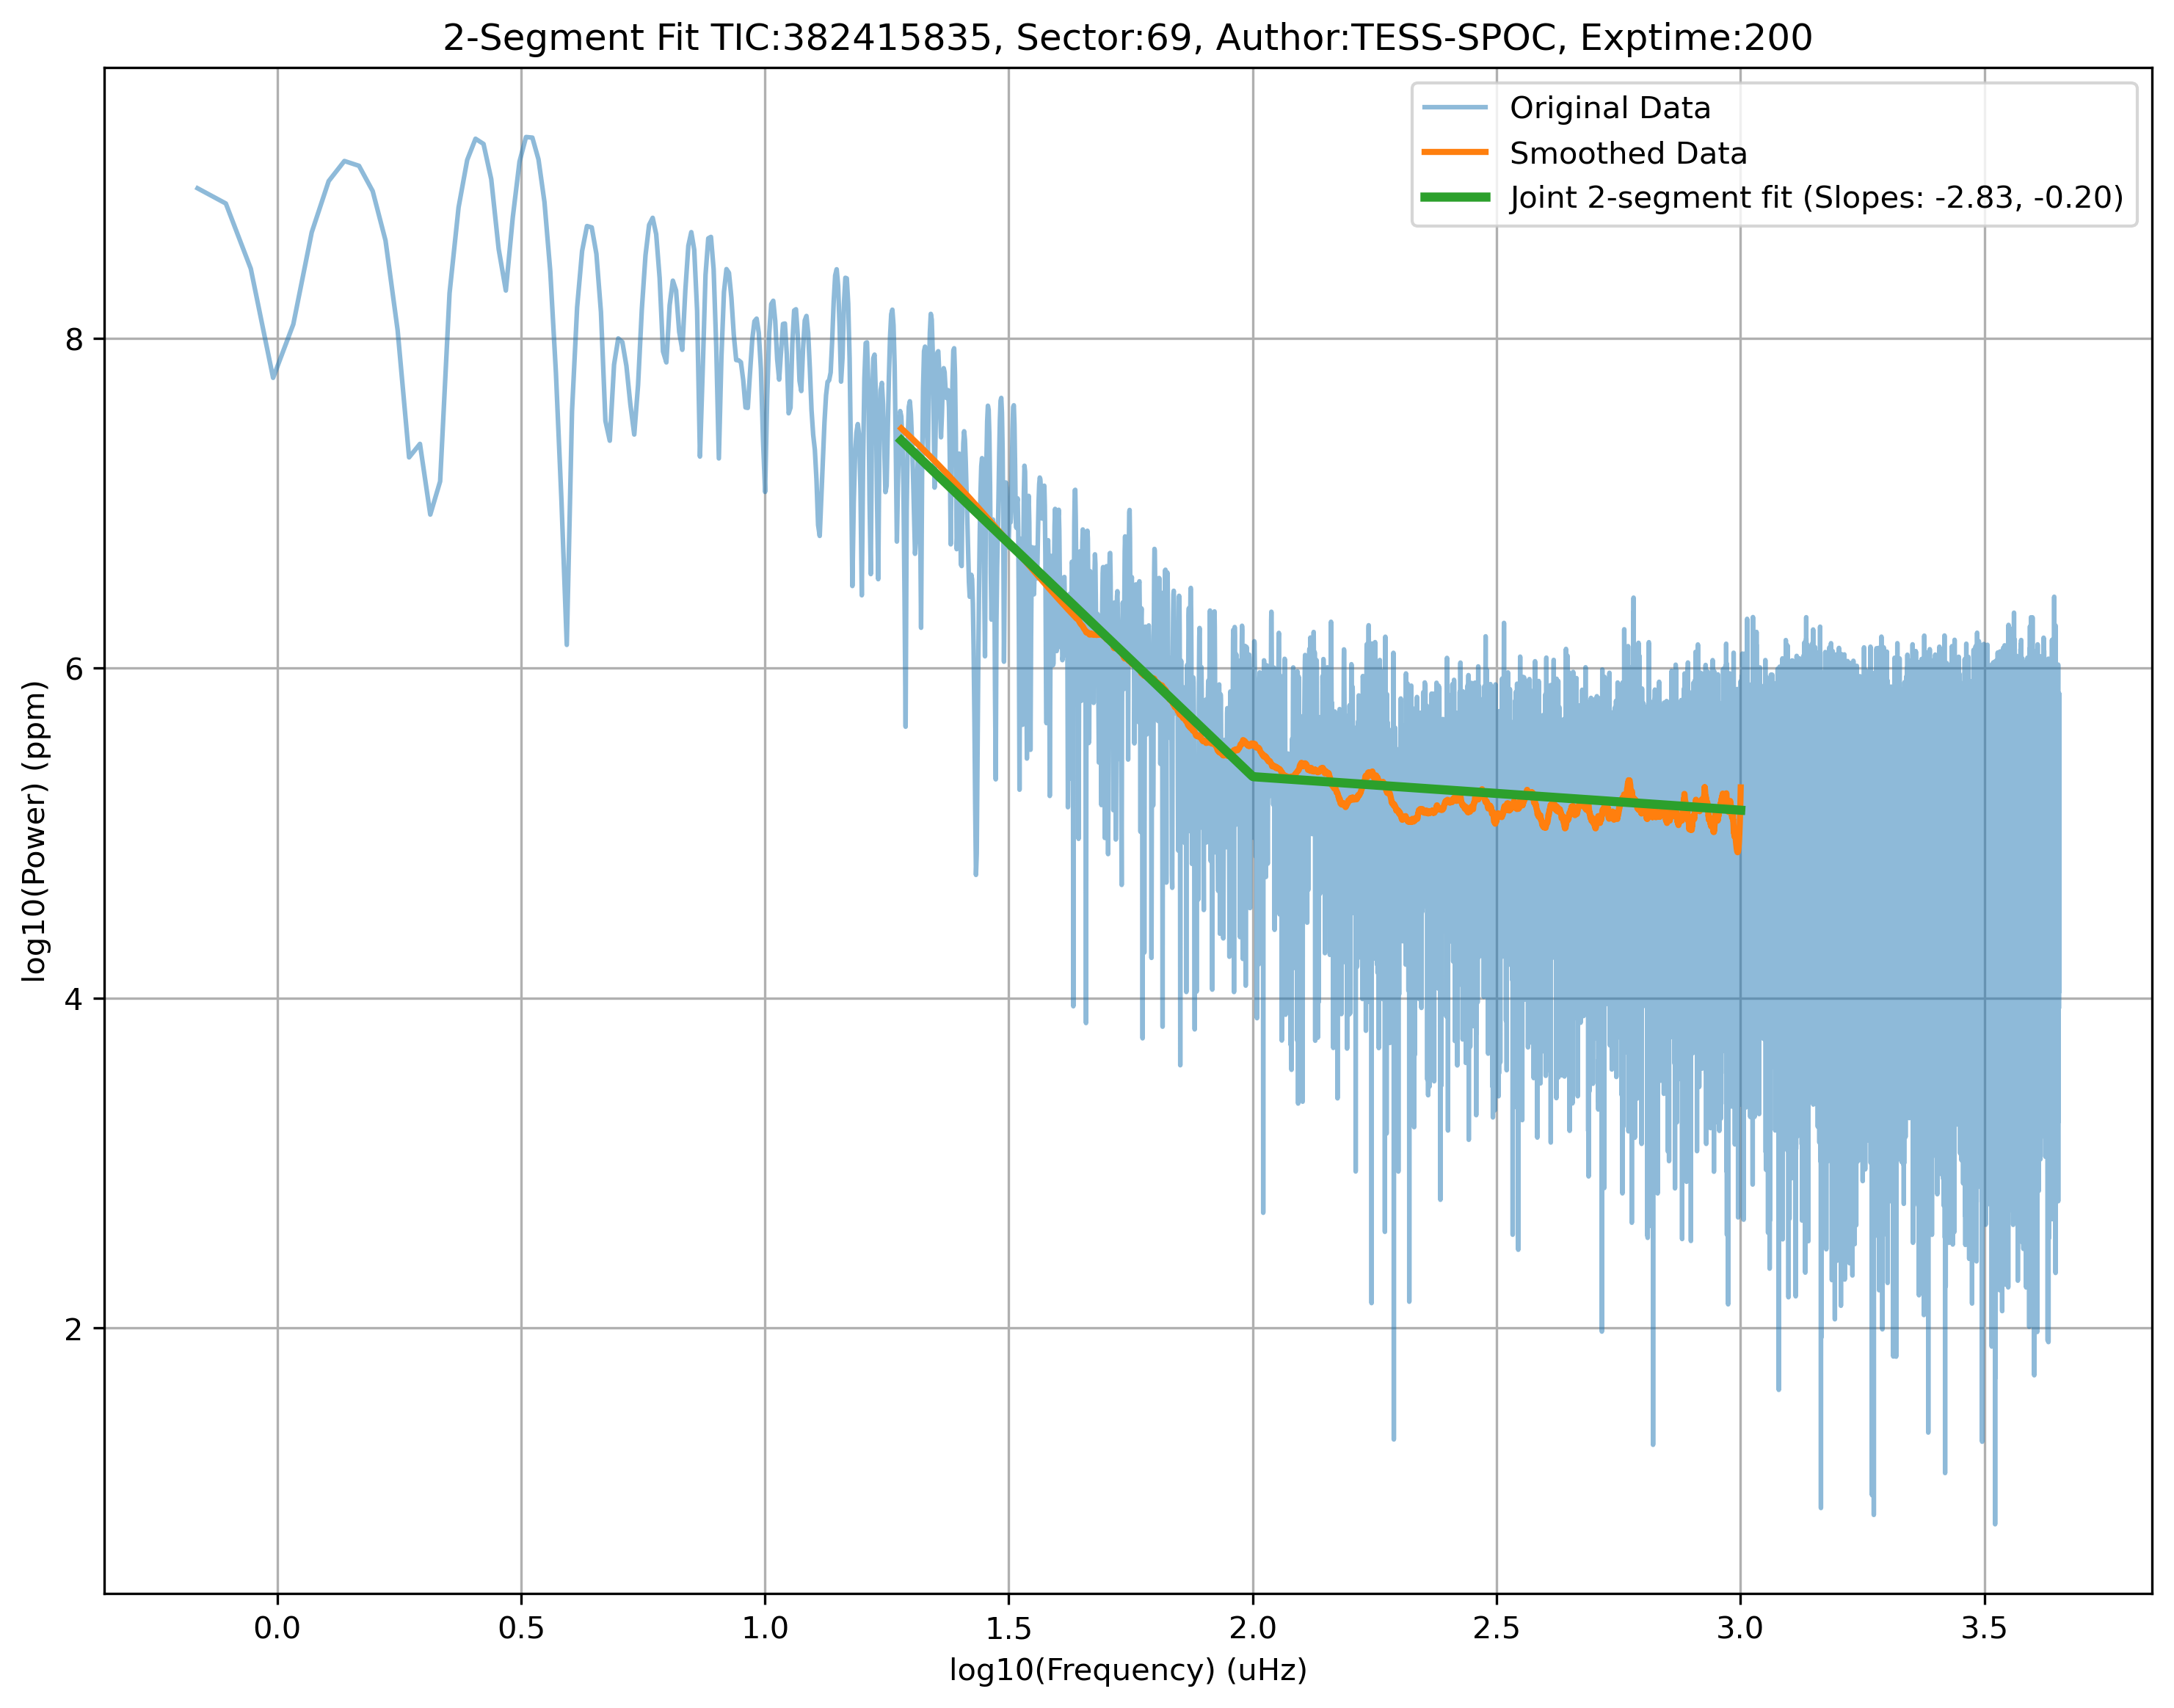 2-Segment Fit TIC:382415835, Sector:69, Author:TESS-SPOC, Exptime:200
Original Data
Smoothed Data
Joint 2-segment fit (Slopes: -2.83, -0.20)
log10(Power) (ppm)
8
6
4
2
0.0 0.5 1.0 1.5 2.0 2.5 3.0 3.5
log10(Frequency) (uHz)